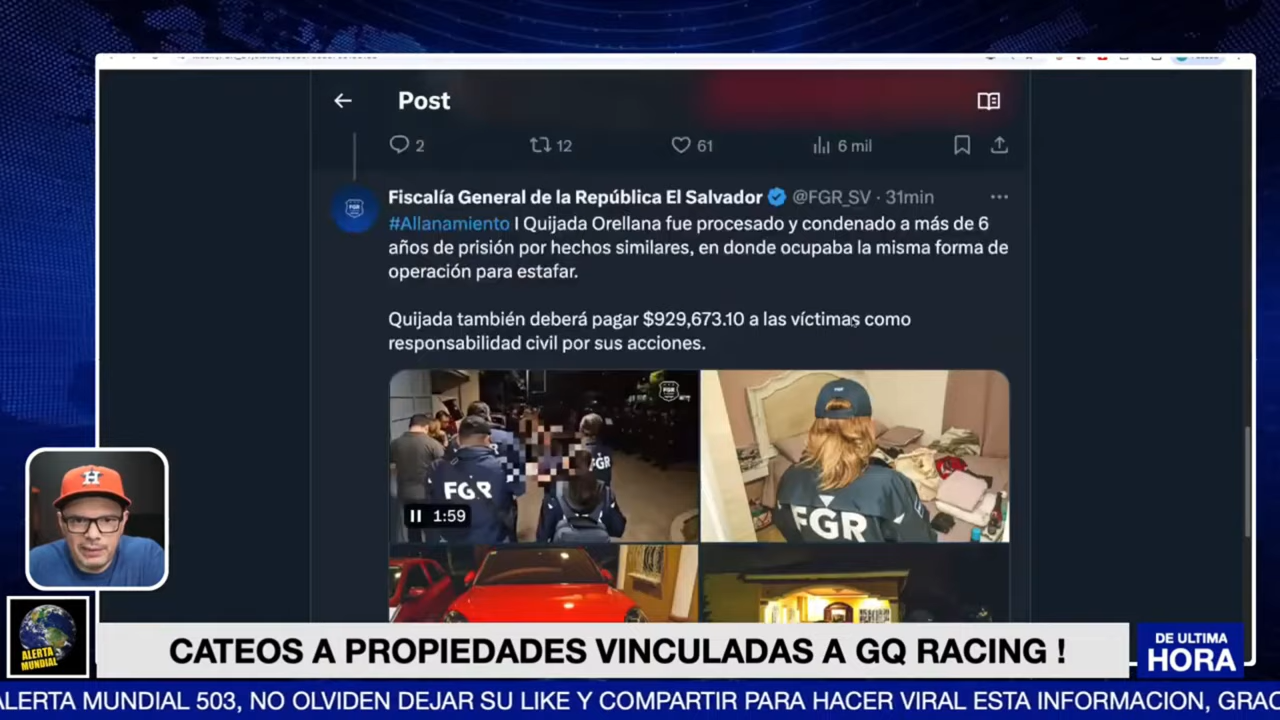 Post
2 12 61 6 mil
Fiscalía General de la República El Salvador @FGR_SV · 31min
#Allanamiento I Quijada Orellana fue procesado y condenado a más de 6
años de prisión por hechos similares, en donde ocupaba la misma forma de
operación para estafar.
Quijada también deberá pagar $929,673.10 a las víctimas como
responsabilidad civil por sus acciones.
FGR
FGR
FGR
FGR
FGR
1:59
H
ALERTA
MUNDIAL
CATEOS A PROPIEDADES VINCULADAS A GQ RACING !
DE ULTIMA
HORA
ALERTA MUNDIAL 503, NO OLVIDEN DEJAR SU LIKE Y COMPARTIR PARA HACER VIRAL ESTA INFORMACION, GRAC